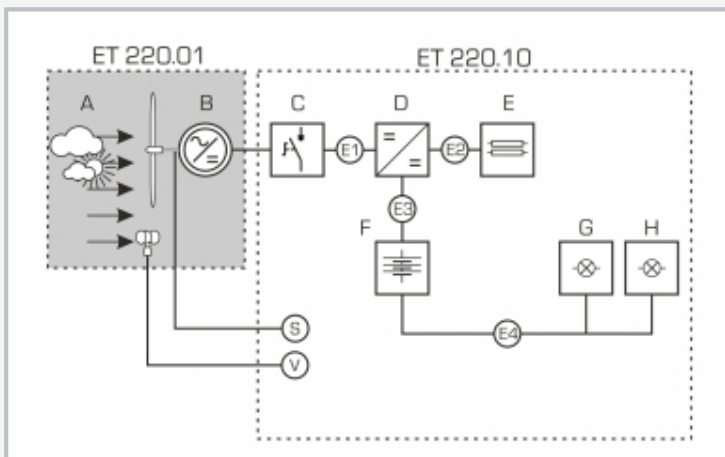 ET 220.01
ET 220.10
A B C D E
E1 E2
E3
F G H
E4
S
V